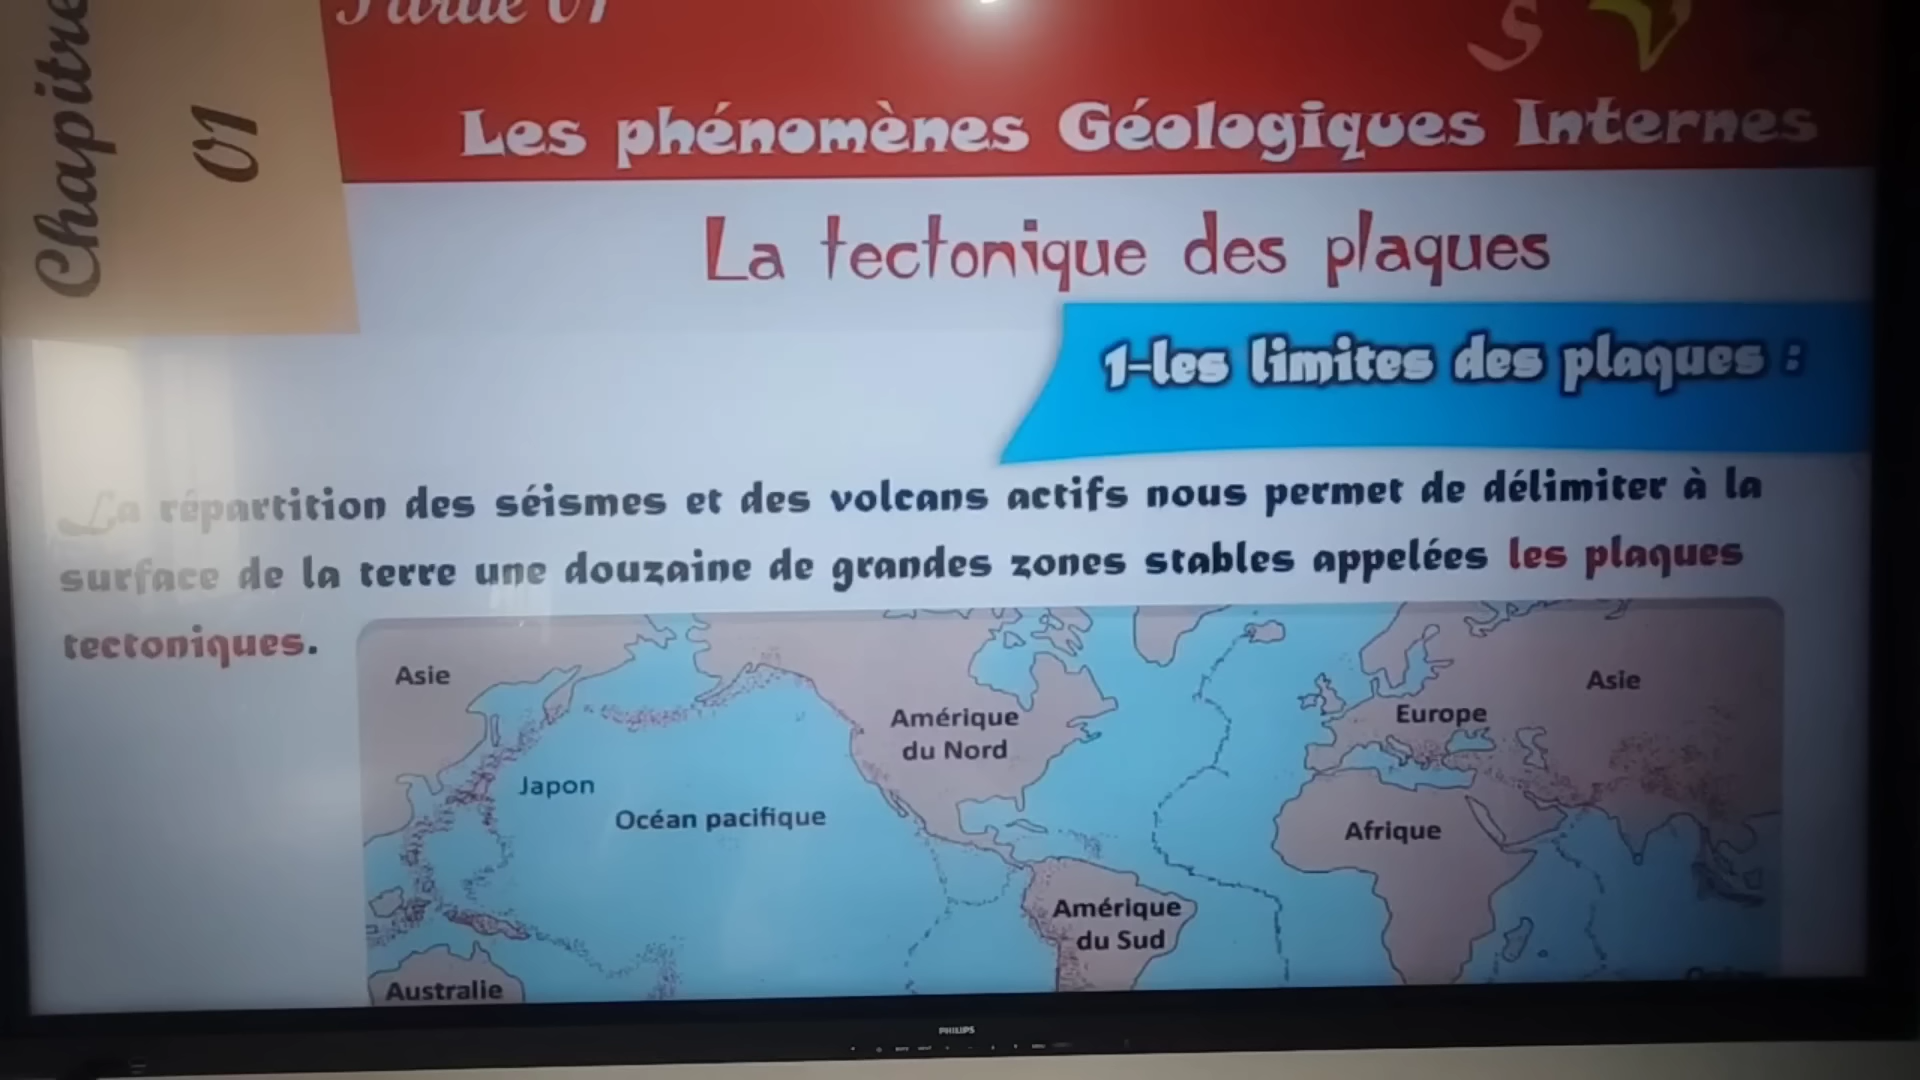 Partie 01
Chapitre
01
Les phénomènes Géologiques Internes
La tectonique des plaques
1-les limites des plaques :
La répartition des séismes et des volcans actifs nous permet de délimiter à la
surface de la terre une douzaine de grandes zones stables appelées les plaques
tectoniques.
Asie
Amérique
du Nord
Europe
Asie
Japon
Océan pacifique
Afrique
Amérique
du Sud
Australie
PHILIPS